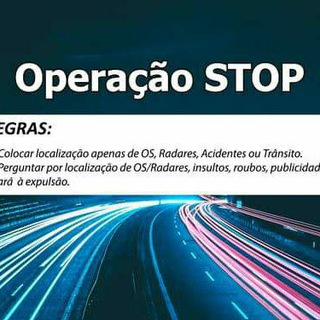 Operação STOP
EGRAS:
Colocar localização apenas de OS, Radares, Acidentes ou Trânsito.
Perguntar por localização de OS/Radares, insultos, roubos, publicidad
ará à expulsão.